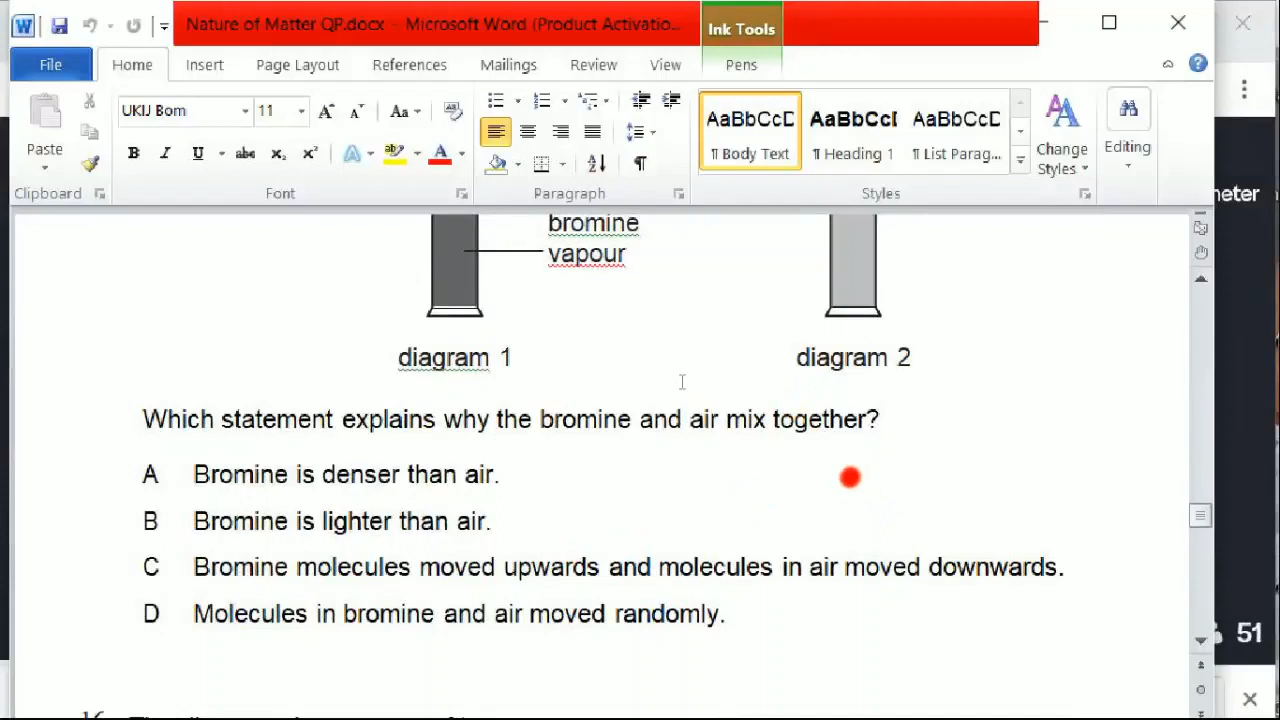 Nature of Matter QP.docx - Microsoft Word (Product Activatio...
Ink Tools
File
Home
Insert
Page Layout
References
Mailings
Review
View
Pens
Paste
Clipboard
UKIJ Bom
11
Font
Paragraph
AaBbCcD
¶ Body Text
AaBbCcI
¶ Heading 1
AaBbCcD
¶ List Parag...
Styles
Change
Styles
Editing
meter
bromine
vapour
diagram 1
diagram 2
Which statement explains why the bromine and air mix together?
A Bromine is denser than air.
B Bromine is lighter than air.
C Bromine molecules moved upwards and molecules in air moved downwards.
D Molecules in bromine and air moved randomly.
51